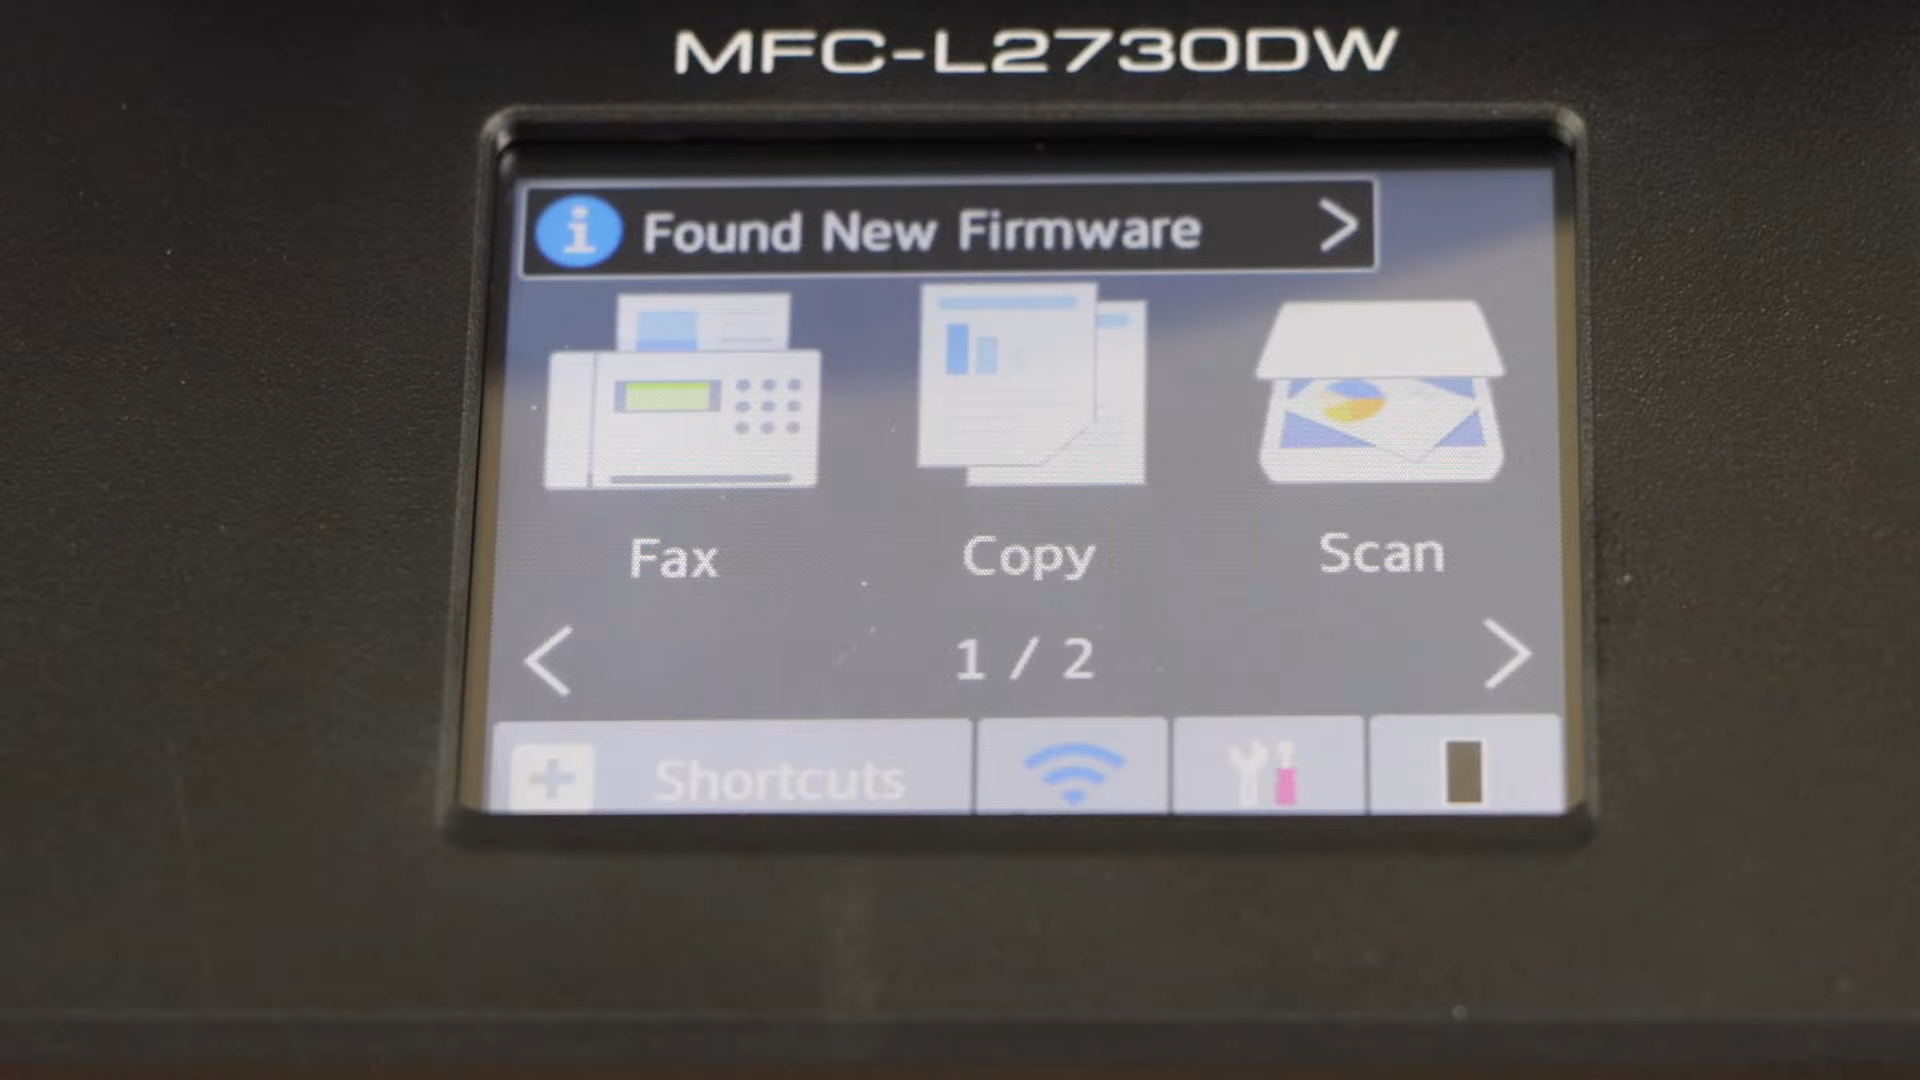 MFC-L2730DW
Found New Firmware
Fax Copy Scan
1 / 2
Shortcuts